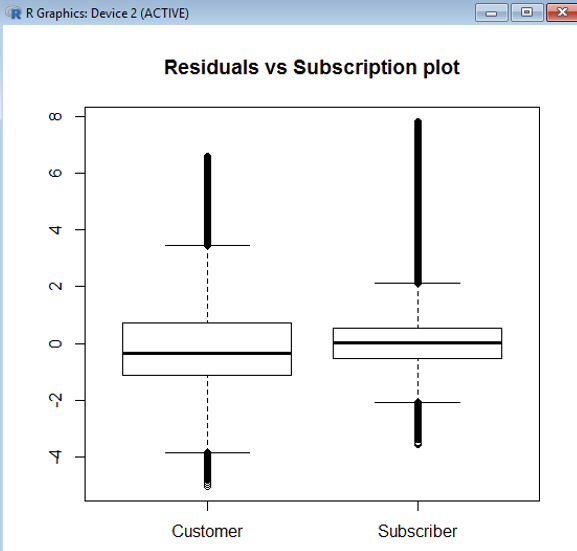 R Graphics: Device 2 (ACTIVE)
Residuals vs Subscription plot
8
6
4
2
0
-2
-4
Customer Subscriber